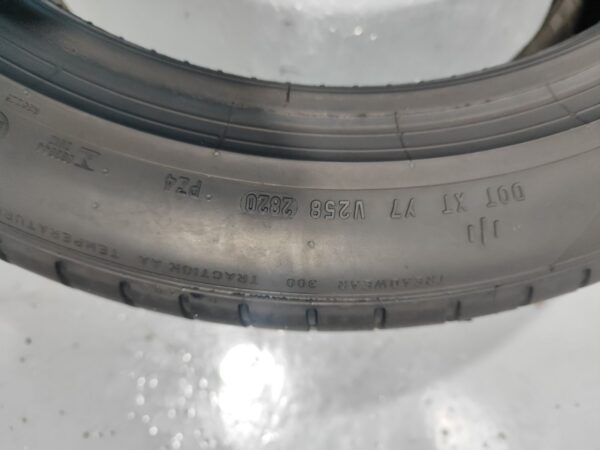 DOT XT Y7 V258 (2820) PZ4
TREADWEAR 300 TRACTION AA TEMPERATURE